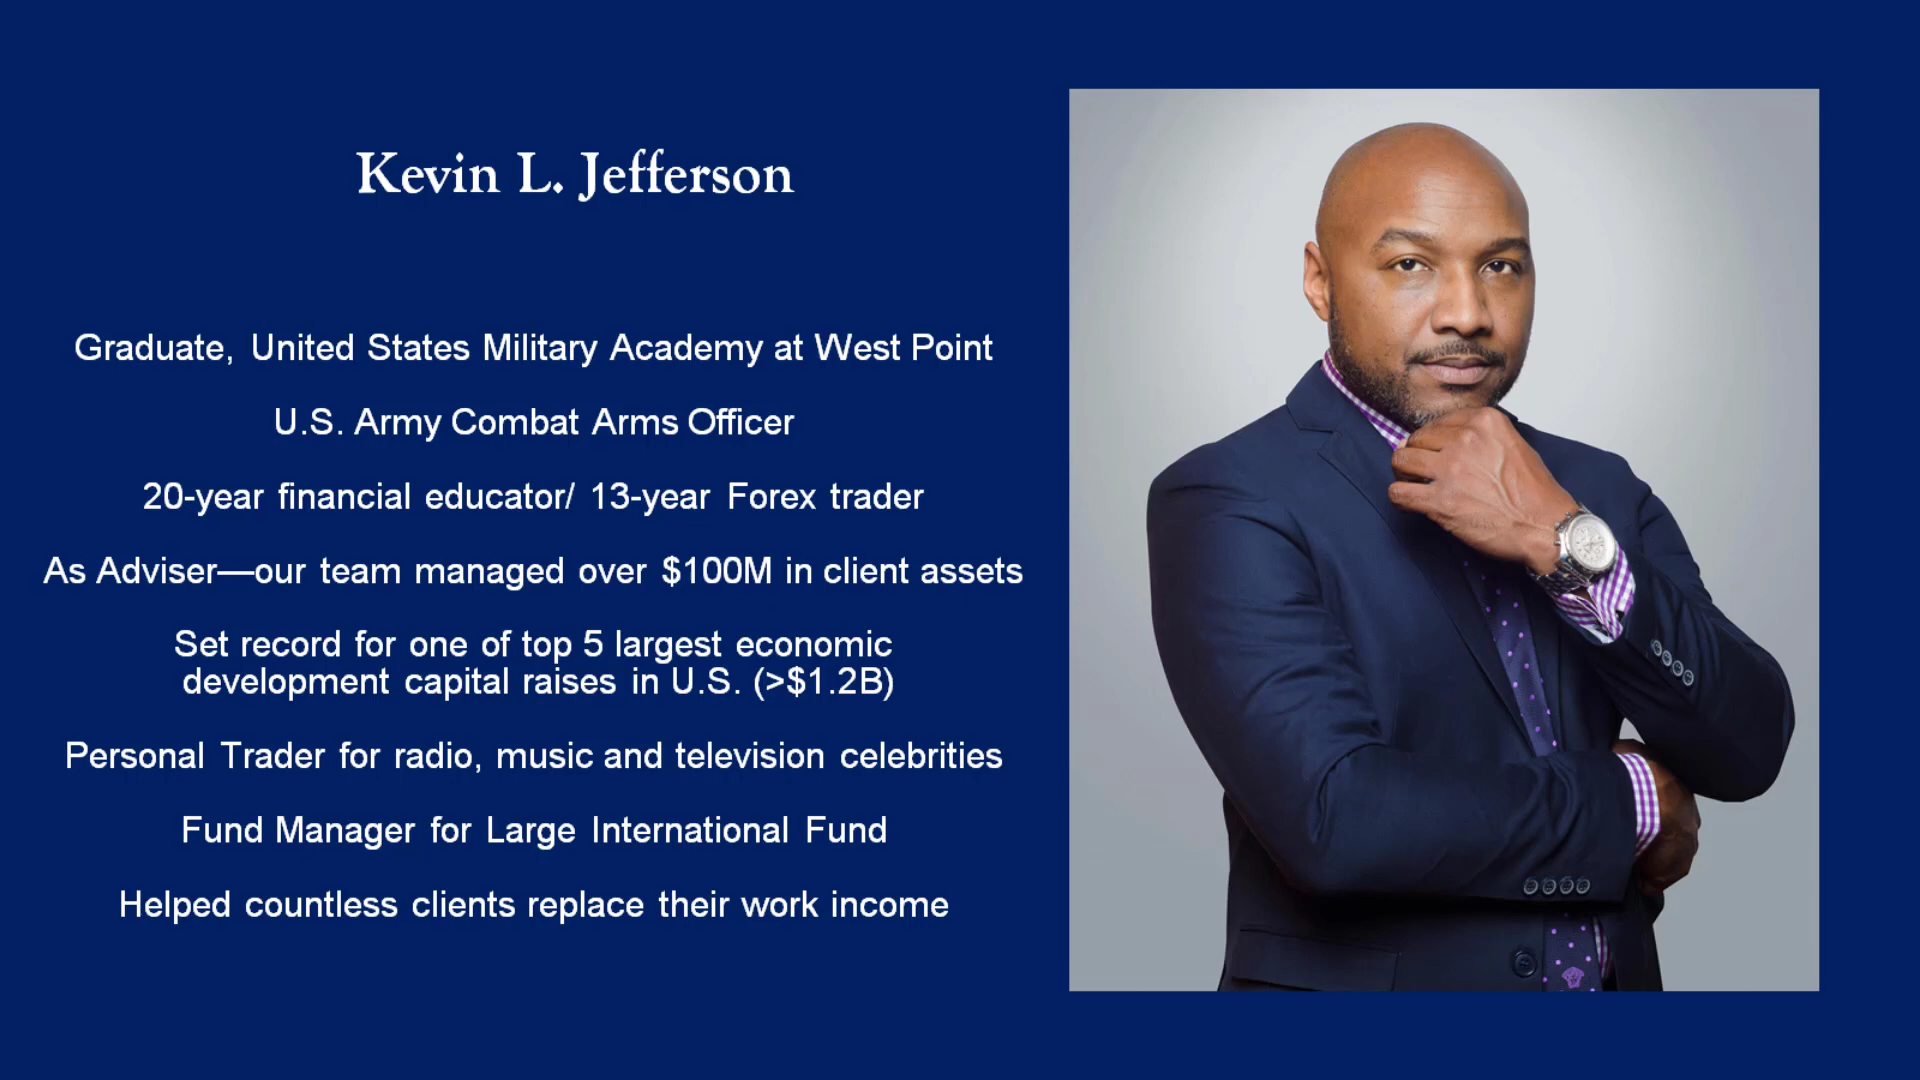 Kevin L. Jefferson
Graduate, United States Military Academy at West Point
U.S. Army Combat Arms Officer
20-year financial educator/ 13-year Forex trader
As Adviser—our team managed over $100M in client assets
Set record for one of top 5 largest economic
development capital raises in U.S. (>$1.2B)
Personal Trader for radio, music and television celebrities
Fund Manager for Large International Fund
Helped countless clients replace their work income